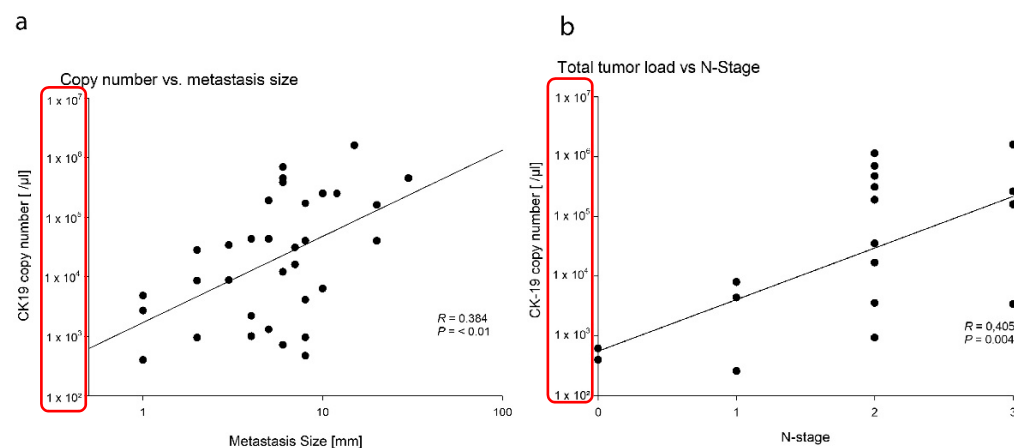 a
Copy number vs. metastasis size
CK19 copy number [ /µl]
1 x 10⁷
1 x 10⁶
1 x 10⁵
1 x 10⁴
1 x 10³
1 x 10²
R = 0.384
P = < 0.01
1 10 100
Metastasis Size [mm]
b
Total tumor load vs N-Stage
CK-19 copy number [ /µl]
1 x 10⁷
1 x 10⁶
1 x 10⁵
1 x 10⁴
1 x 10³
1 x 10²
R = 0,405
P = 0.004
0 1 2 3
N-stage